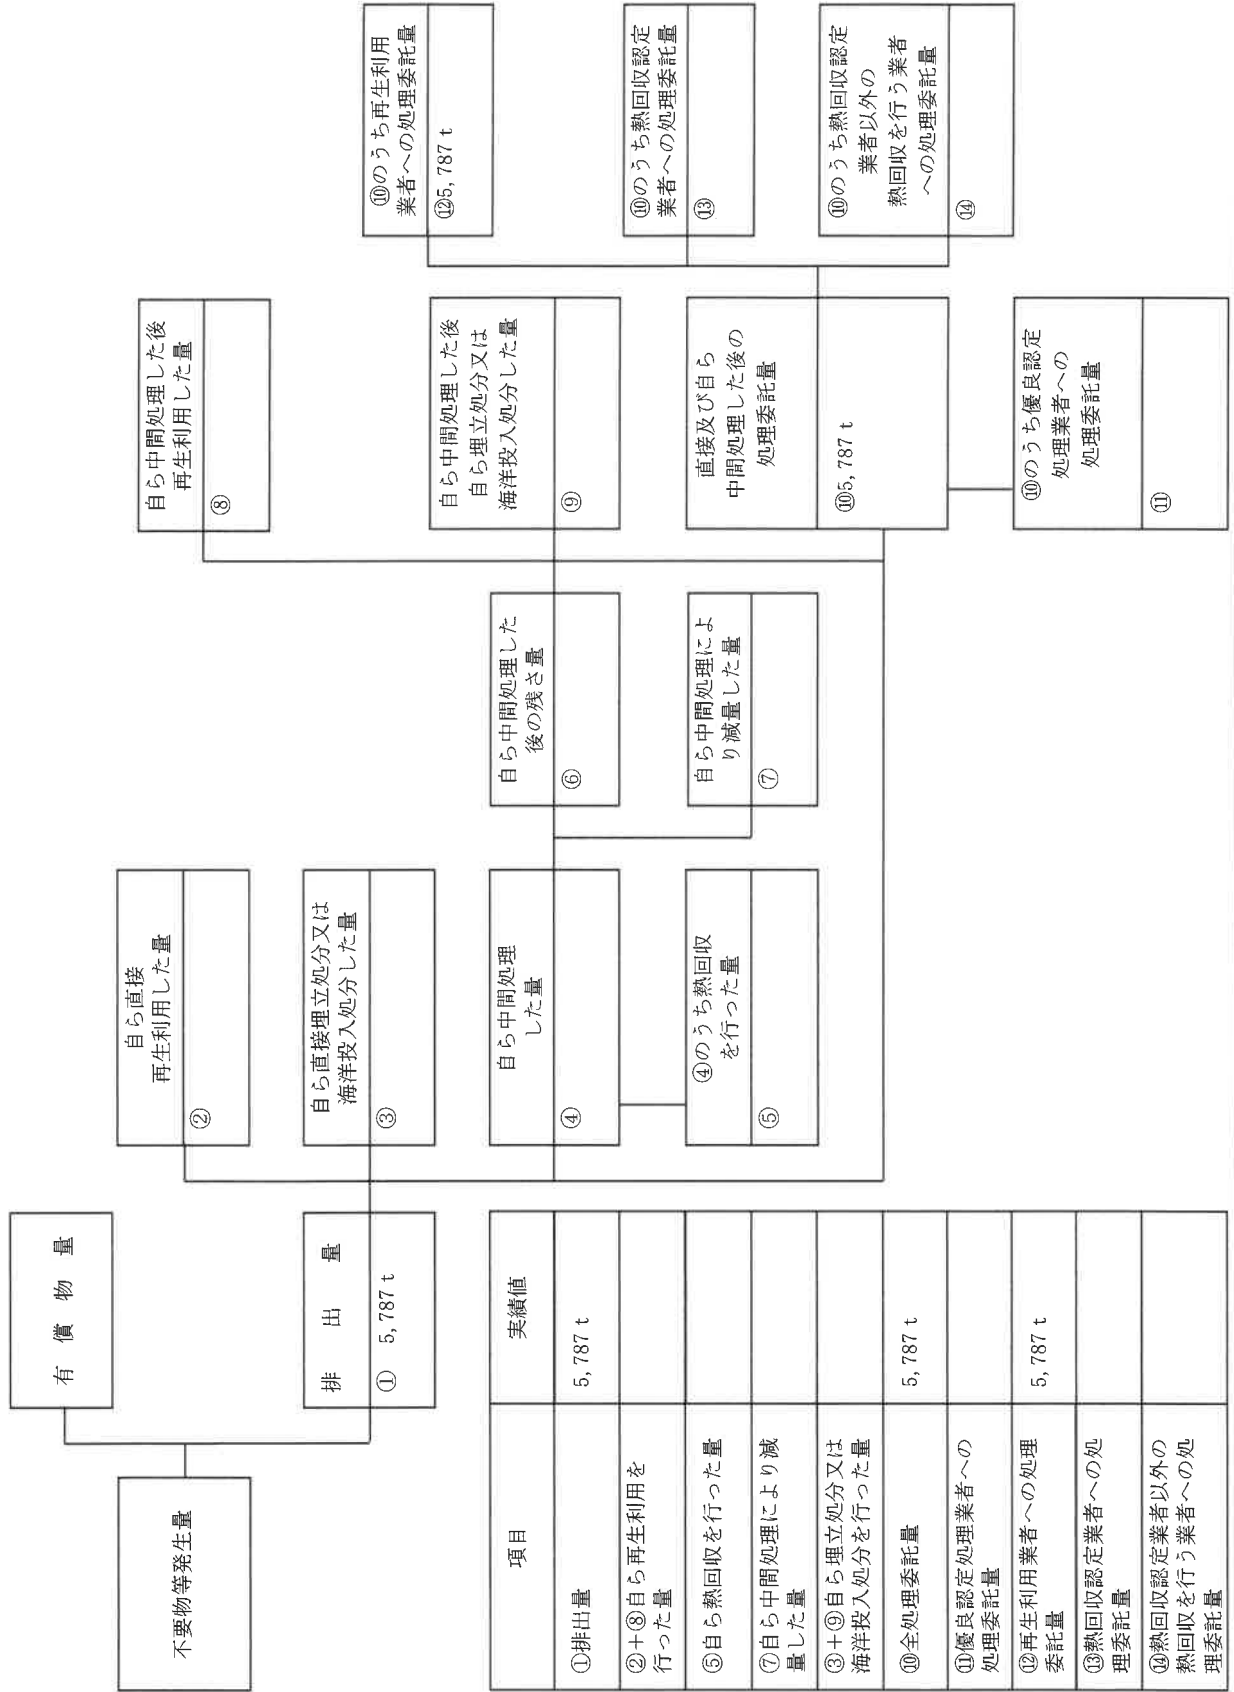 有　償　物　量
不要物等発生量
排　出　量
① 5,787 t
自ら直接
再生利用した量
②
自ら直接埋立処分又は
海洋投入処分した量
③
自ら中間処理
した量
④
④のうち熱回収
を行った量
⑤
自ら中間処理した
後の残さ量
⑥
自ら中間処理によ
り減量した量
⑦
自ら中間処理した後
再生利用した量
⑧
自ら中間処理した後
自ら埋立処分又は
海洋投入処分した量
⑨
直接及び自ら
中間処理した後の
処理委託量
⑩5,787 t
⑩のうち優良認定
処理業者への
処理委託量
⑪
⑩のうち再生利用
業者への処理委託量
⑫5,787 t
⑩のうち熱回収認定
業者への処理委託量
⑬
⑩のうち熱回収認定
業者以外の
熱回収を行う業者
への処理委託量
⑭
項目
実績値
①排出量
5,787 t
②+⑧自ら再生利用を
行った量
⑤自ら熱回収を行った量
⑦自ら中間処理により減
量した量
③+⑨自ら埋立処分又は
海洋投入処分を行った量
⑩全処理委託量
5,787 t
⑪優良認定処理業者への
処理委託量
⑫再生利用業者への処理
委託量
5,787 t
⑬熱回収認定業者への処
理委託量
⑭熱回収認定業者以外の
熱回収を行う業者への処
理委託量